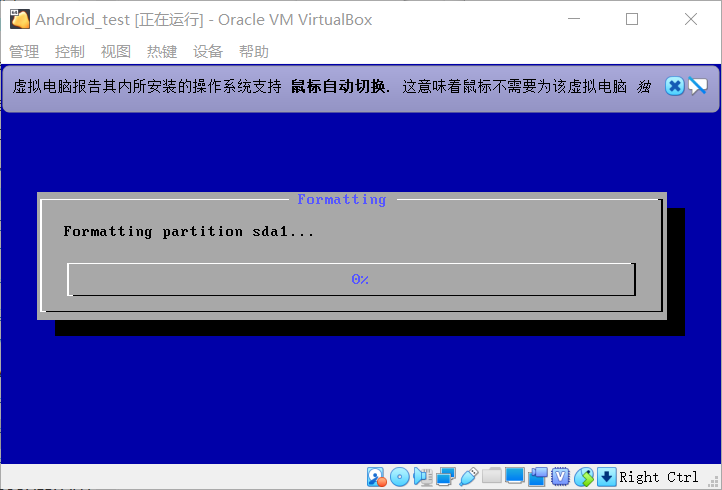 Android_test [正在运行] - Oracle VM VirtualBox
管理 控制 视图 热键 设备 帮助
虚拟电脑报告其内所安装的操作系统支持 鼠标自动切换. 这意味着鼠标不需要为该虚拟电脑 独
Formatting
Formatting partition sda1...
0%
Right Ctrl